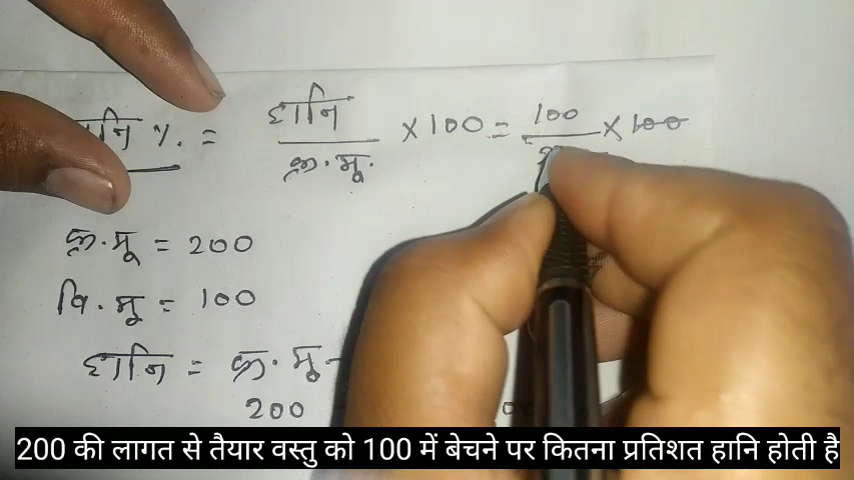 हानि %. = हानि / क्र.मू. × 100 = 100 / × 100
क्र.मू = 200
वि.मू = 100
हानि = क्र.मू -
200
200 की लागत से तैयार वस्तु को 100 में बेचने पर कितना प्रतिशत हानि होती है